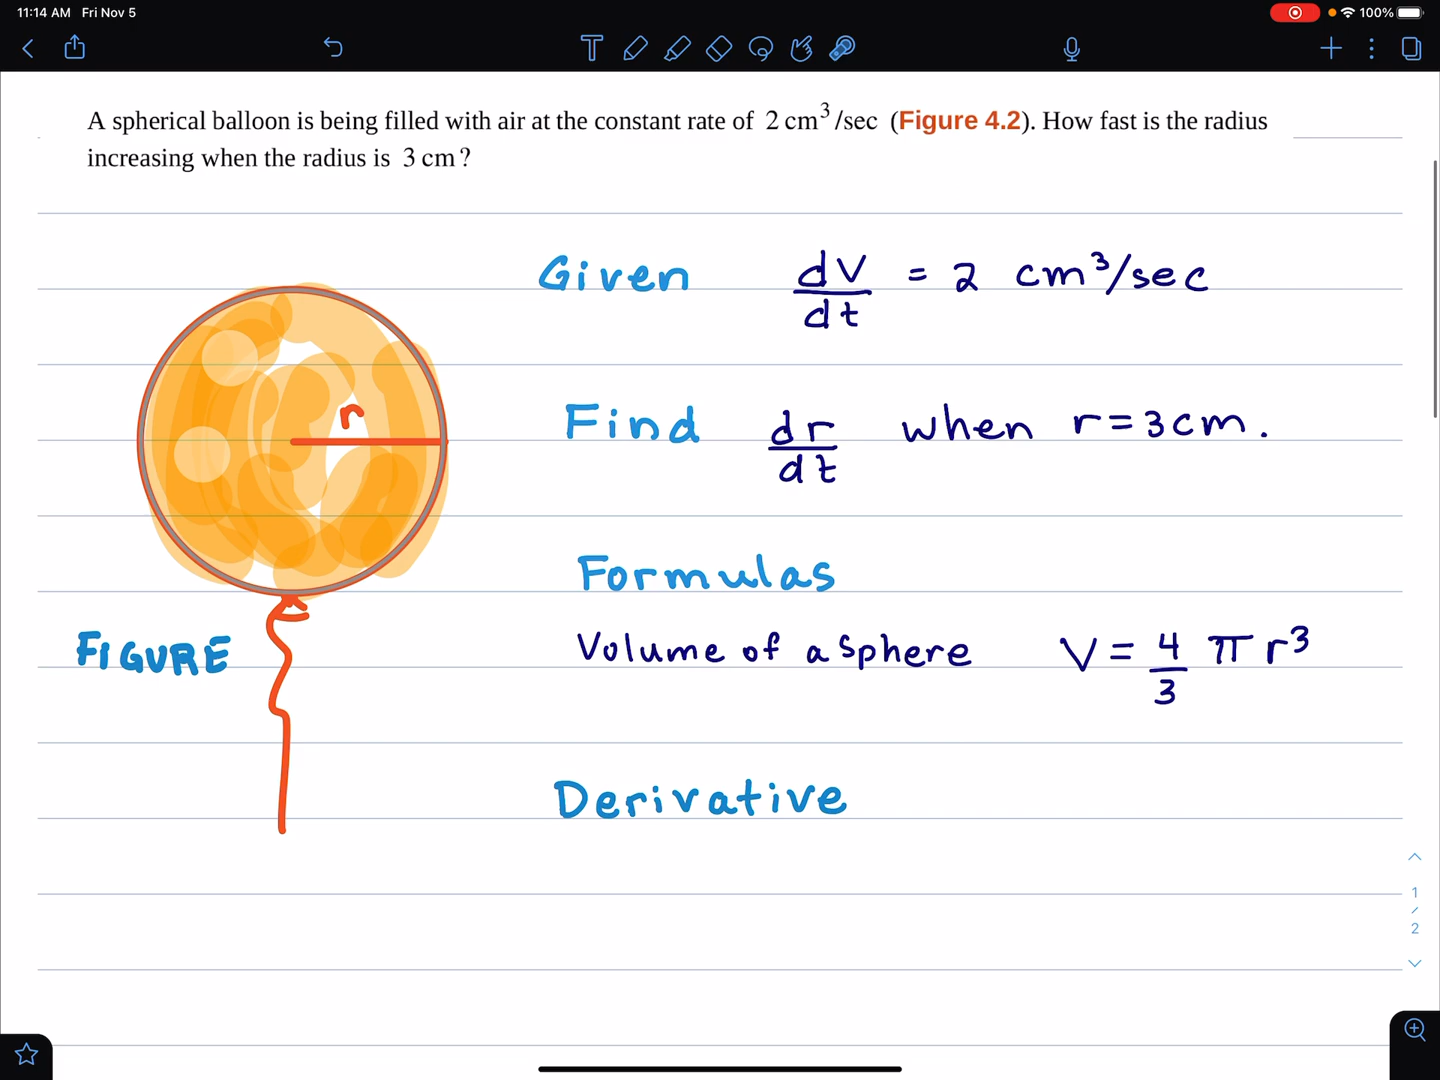 11:14 AM Fri Nov 5 100%
A spherical balloon is being filled with air at the constant rate of 2 cm³/sec (Figure 4.2). How fast is the radius
increasing when the radius is 3 cm?
Given dV/dt = 2 cm³/sec
r
Find dr/dt when r = 3 cm.
Formulas
FIGURE
Volume of a sphere V = 4/3 π r³
Derivative
1
/
2